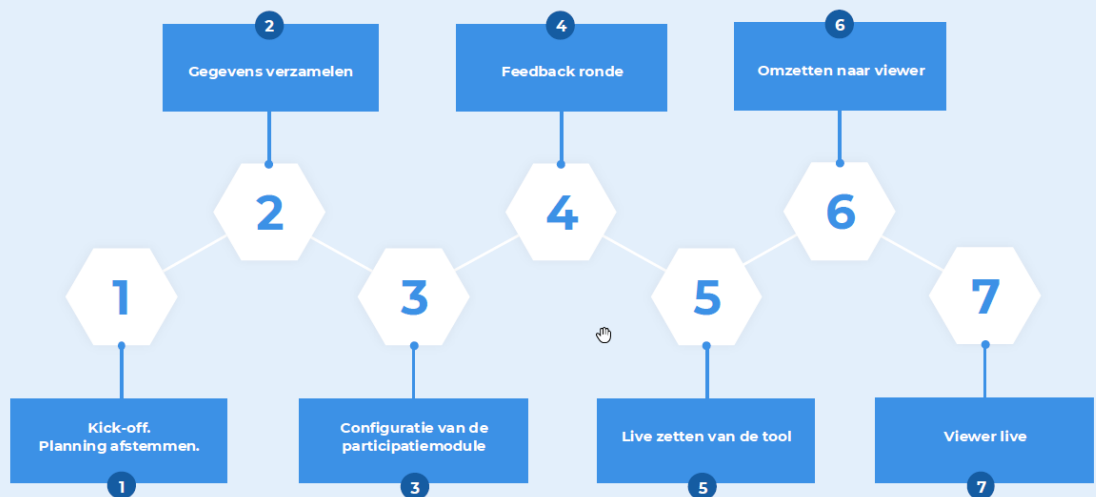 2
Gegevens verzamelen
4
Feedback ronde
6
Omzetten naar viewer
2
4
6
1
3
5
7
Kick-off.
Planning afstemmen.
1
Configuratie van de
participatiemodule
3
Live zetten van de tool
5
Viewer live
7